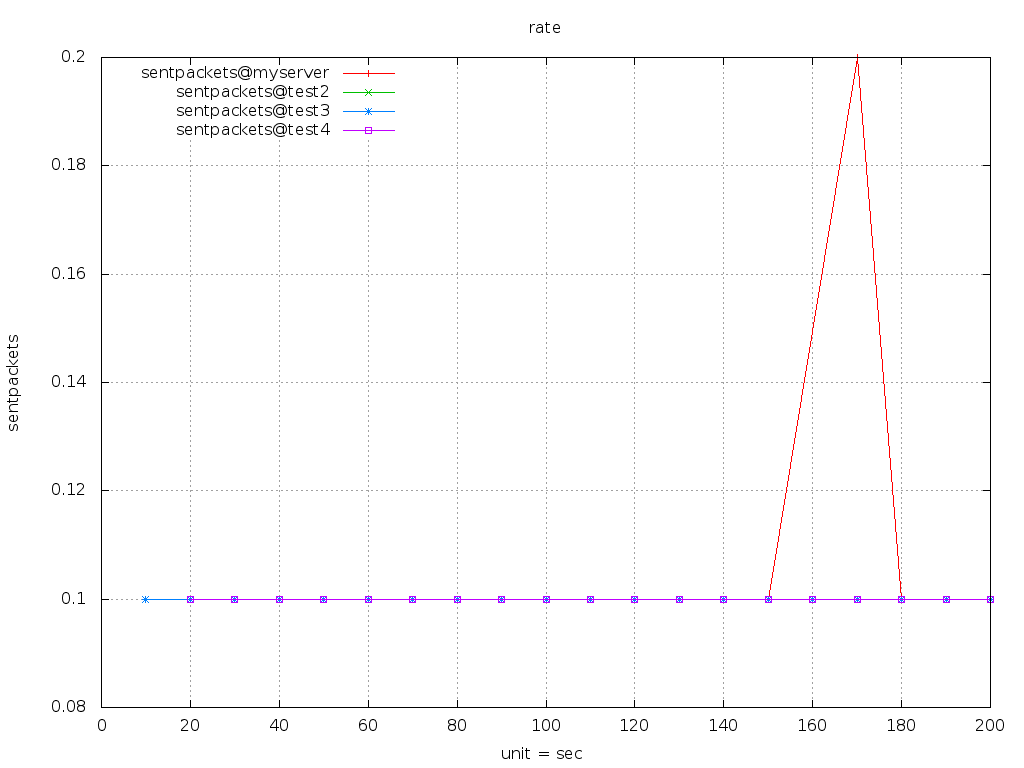 rate
0.2
sentpackets@myserver
sentpackets@test2
sentpackets@test3
sentpackets@test4
0.18
0.16
0.14
0.12
0.1
0.08
sentpackets
0 20 40 60 80 100 120 140 160 180 200
unit = sec